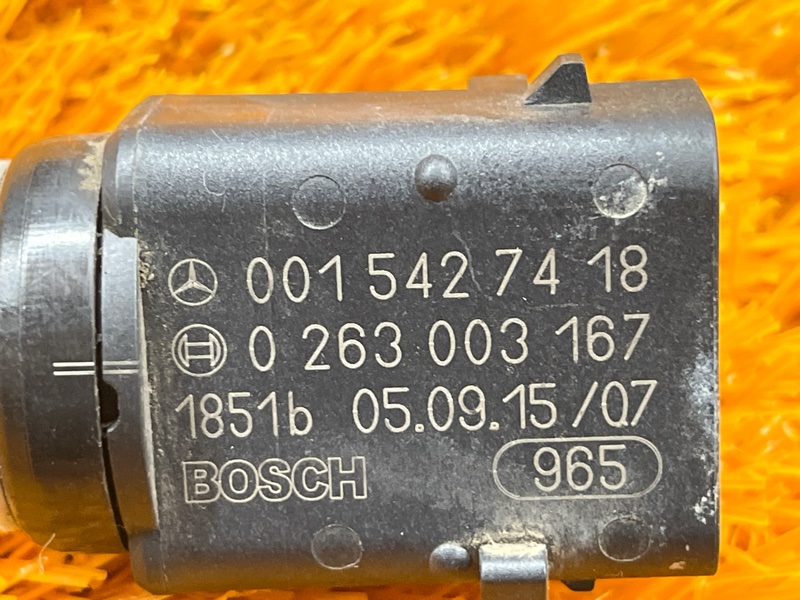 001 542 74 18
0 263 003 167
1851b 05.09.15/07
BOSCH 965